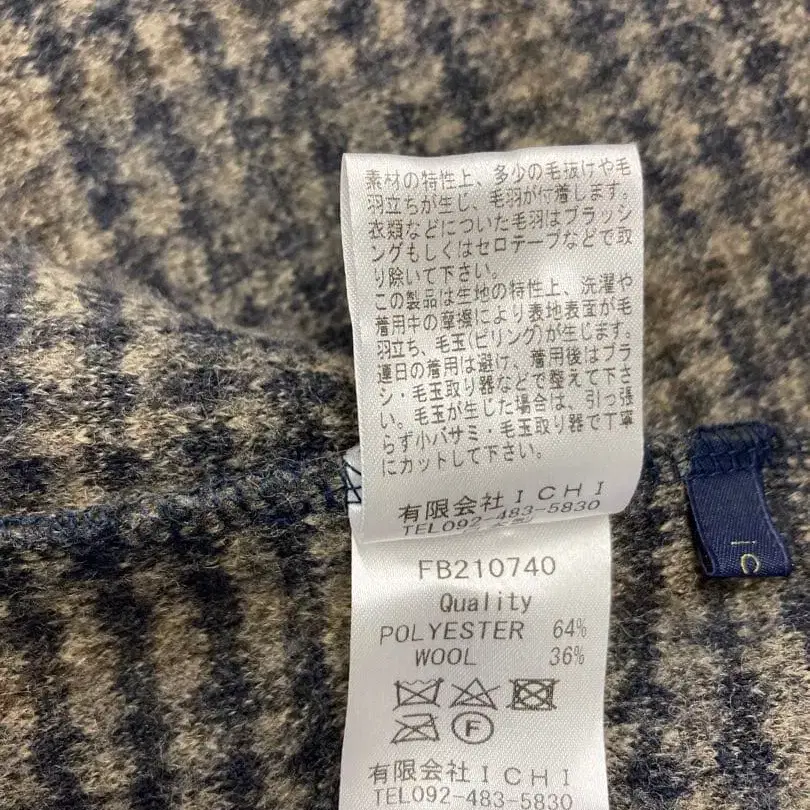 素材の特性上、多少の毛抜けや毛
羽立ちが生じ、毛羽が付着します。
衣類などについた毛羽はブラッシ
ングもしくはセロテープなどで取
り除いて下さい。
この製品は生地の特性上、洗濯や
着用中の摩擦により表地表面が毛
羽立ち、毛玉(ピリング)が生じます。
連日の着用は避け、着用後はブラ
シ・毛玉取り器などで整えて下さ
い。毛玉が生じた場合は、引っ張
らず小バサミ・毛玉取り器で丁寧
にカットして下さい。
有限会社ICHI
TEL092-483-5830
FB210740
Quality
POLYESTER 64%
WOOL 36%
F
有限会社ICHI
TEL092-483-5830